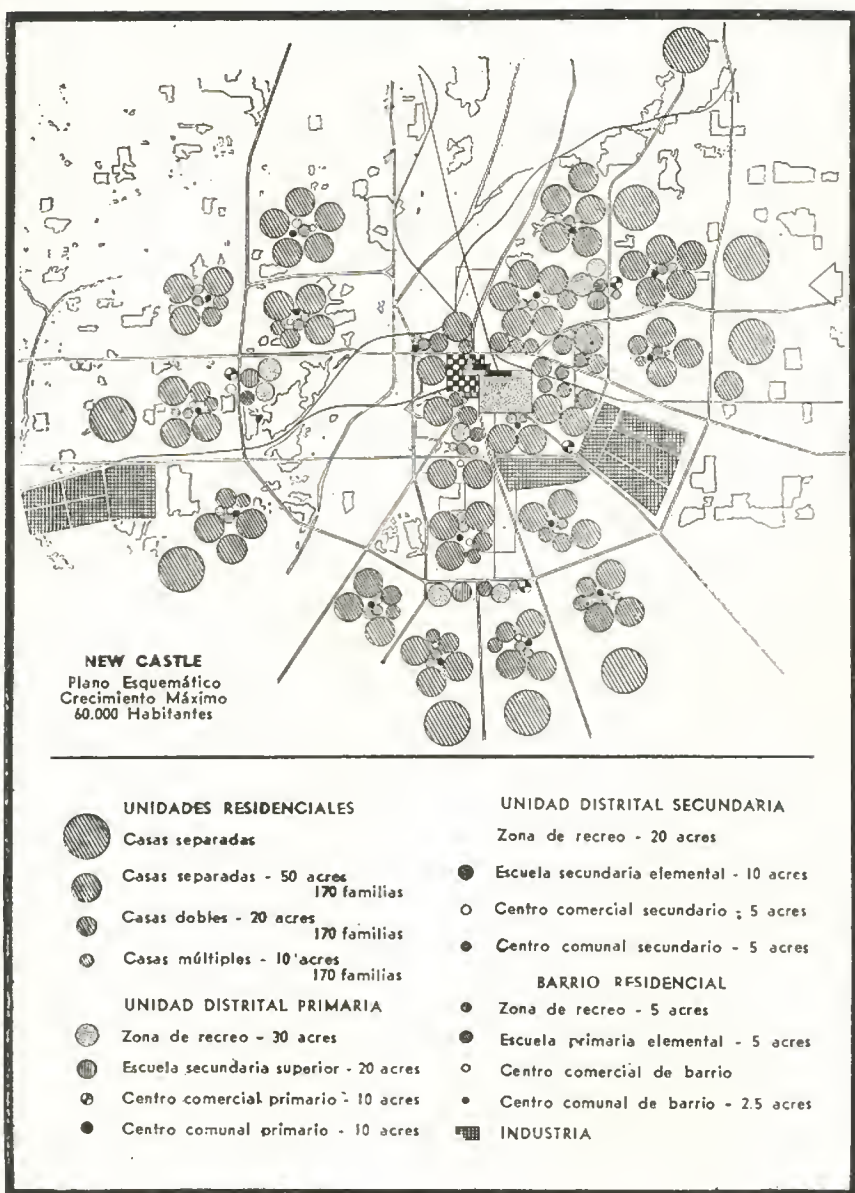 NEW CASTLE
Plano Esquemático
Crecimiento Máximo
60.000 Habitantes
UNIDADES RESIDENCIALES
Casas separadas
Casas separadas - 50 acres
170 familias
Casas dobles - 20 acres
170 familias
Casas múltiples - 10 acres
170 familias
UNIDAD DISTRITAL PRIMARIA
Zona de recreo - 30 acres
Escuela secundaria superior - 20 acres
Centro comercial primario - 10 acres
Centro comunal primario - 10 acres
UNIDAD DISTRITAL SECUNDARIA
Zona de recreo - 20 acres
Escuela secundaria elemental - 10 acres
Centro comercial secundario ; 5 acres
Centro comunal secundario - 5 acres
BARRIO RESIDENCIAL
Zona de recreo - 5 acres
Escuela primaria elemental - 5 acres
Centro comercial de barrio
Centro comunal de barrio - 2.5 acres
INDUSTRIA